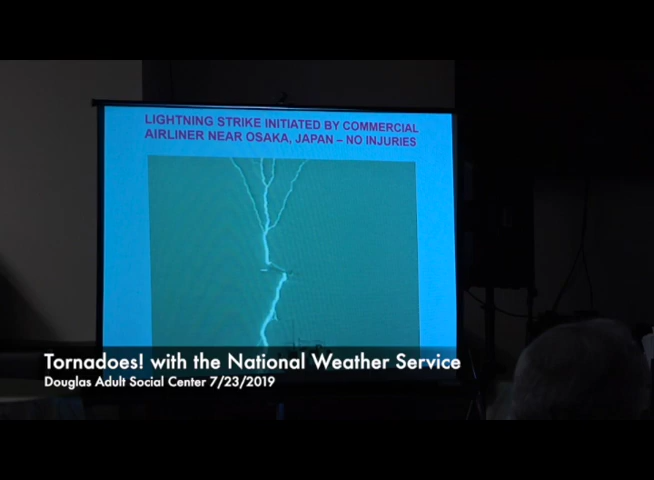 LIGHTNING STRIKE INITIATED BY COMMERCIAL
AIRLINER NEAR OSAKA, JAPAN – NO INJURIES
Tornadoes! with the National Weather Service
Douglas Adult Social Center 7/23/2019